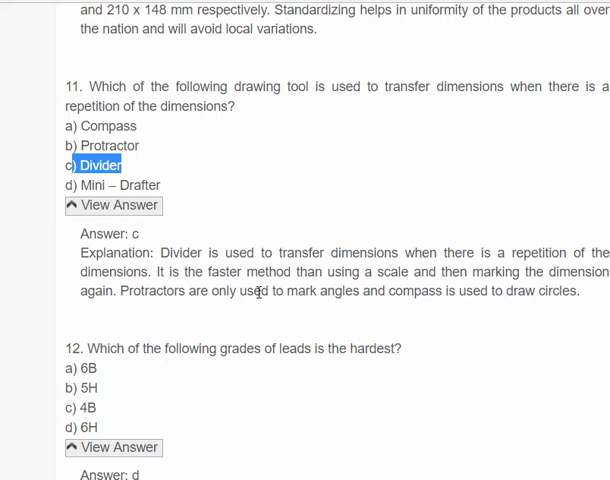 and 210 x 148 mm respectively. Standardizing helps in uniformity of the products all over
the nation and will avoid local variations.
11. Which of the following drawing tool is used to transfer dimensions when there is a
repetition of the dimensions?
a) Compass
b) Protractor
c) Divider
d) Mini – Drafter
View Answer
Answer: c
Explanation: Divider is used to transfer dimensions when there is a repetition of the
dimensions. It is the faster method than using a scale and then marking the dimension
again. Protractors are only used to mark angles and compass is used to draw circles.
12. Which of the following grades of leads is the hardest?
a) 6B
b) 5H
c) 4B
d) 6H
View Answer
Answer: d